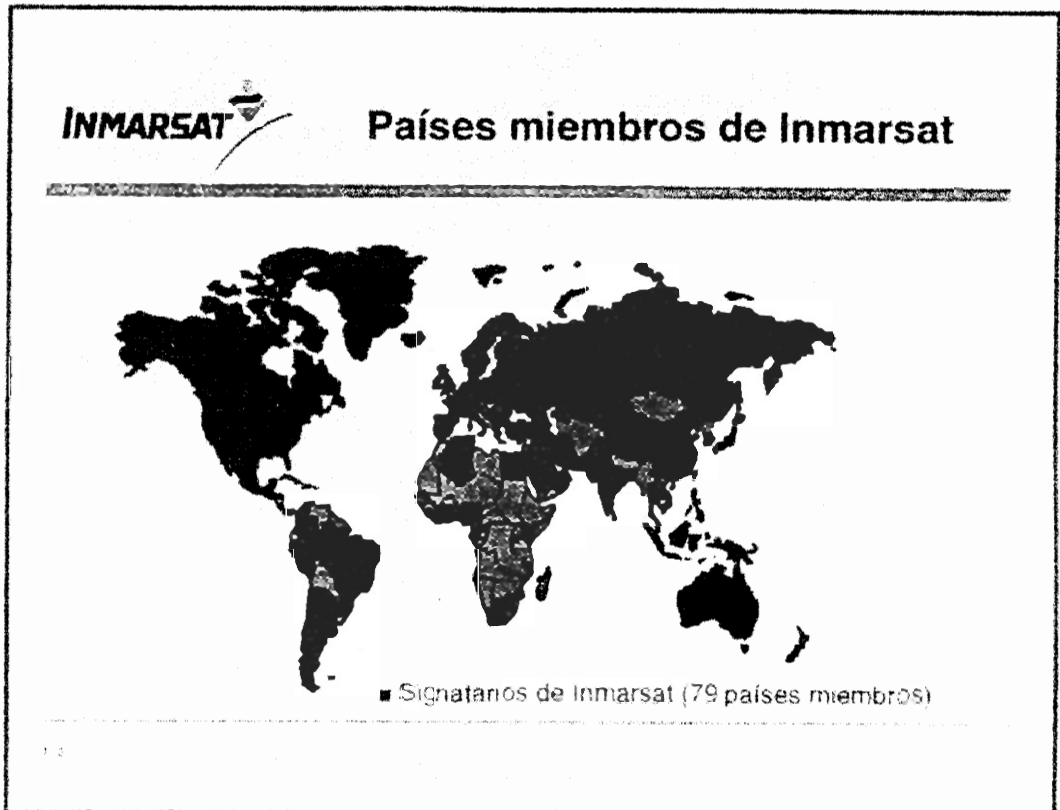 INMARSAT
Países miembros de Inmarsat
Signatarios de Inmarsat (79 países miembros)